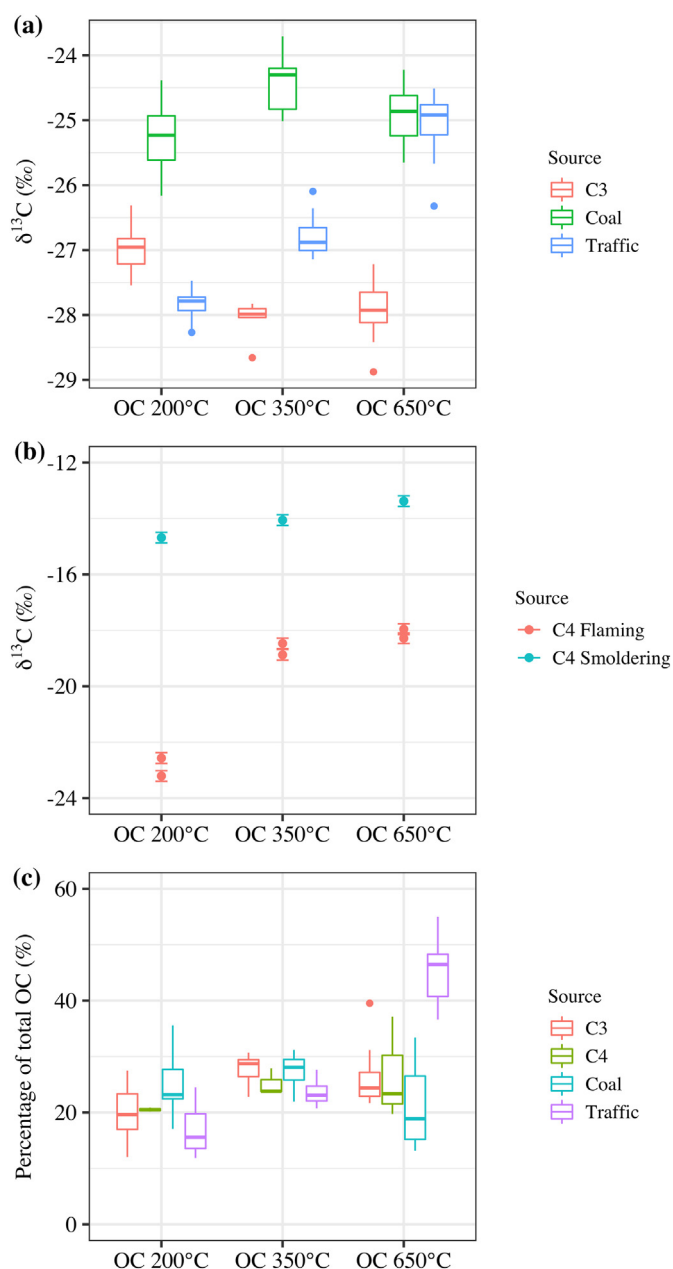 (a)
-24
-25
-26
-27
-28
-29
δ13C (‰)
OC 200°C OC 350°C OC 650°C
Source
C3
Coal
Traffic
(b)
-12
-16
-20
-24
δ13C (‰)
OC 200°C OC 350°C OC 650°C
Source
C4 Flaming
C4 Smoldering
(c)
60
40
20
0
Percentage of total OC (%)
OC 200°C OC 350°C OC 650°C
Source
C3
C4
Coal
Traffic